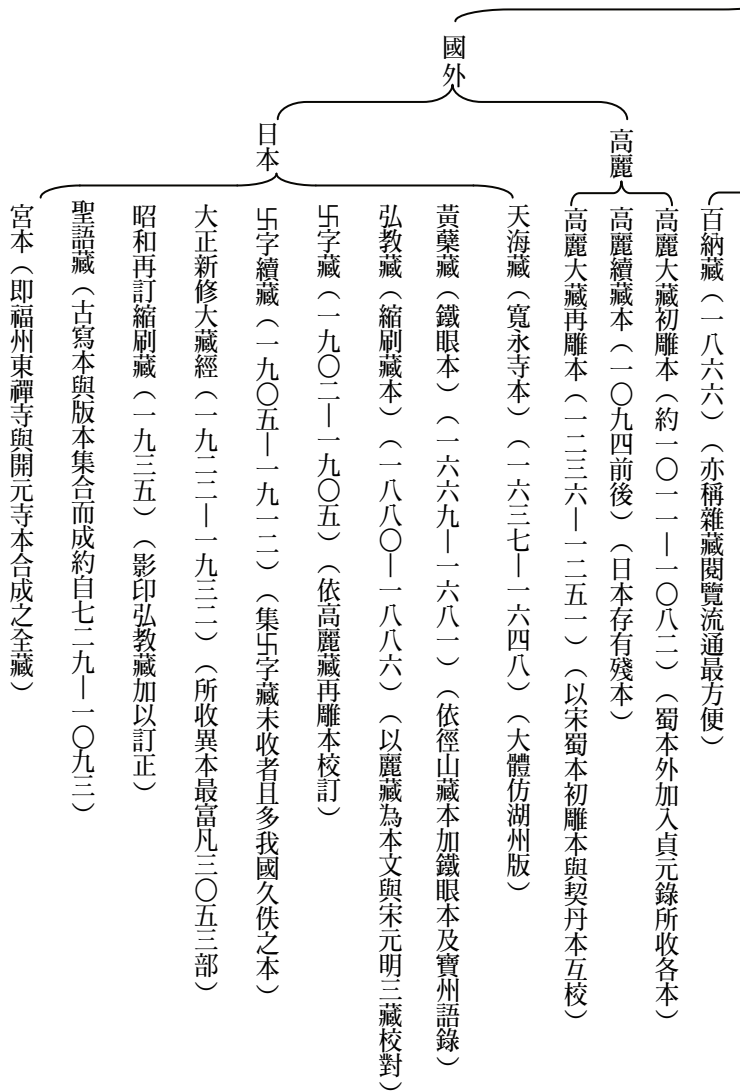 百納藏（一八六六）（亦稱雜藏閱覽流通最方便）
國外
高麗
高麗大藏初雕本（約一〇一一—一〇八二）（蜀本外加入貞元錄所收各本）
高麗續藏本（一〇九四前後）（日本存有殘本）
高麗大藏再雕本（一二三六—一二五一）（以宋蜀本初雕本與契丹本互校）
日本
天海藏（寬永寺本）（一六三七—一六四八）（大體仿湖州版）
黃蘗藏（鐵眼本）（一六六九—一六八一）（依徑山藏本加鐵眼本及寶州語錄）
弘教藏（縮刷藏本）（一八八〇—一八八六）（以麗藏為本文與宋元明三藏校對）
卐字藏（一九〇二—一九〇五）（依高麗藏再雕本校訂）
卐字續藏（一九〇五—一九一二）（集卐字藏未收者且多我國久佚之本）
大正新修大藏經（一九二二—一九三二）（所收異本最富凡三〇五三部）
昭和再訂縮刷藏（一九三五）（影印弘教藏加以訂正）
聖語藏（古寫本與版本集合而成約自七二九—一〇九三）
宮本（即福州東禪寺與開元寺本合成之全藏）